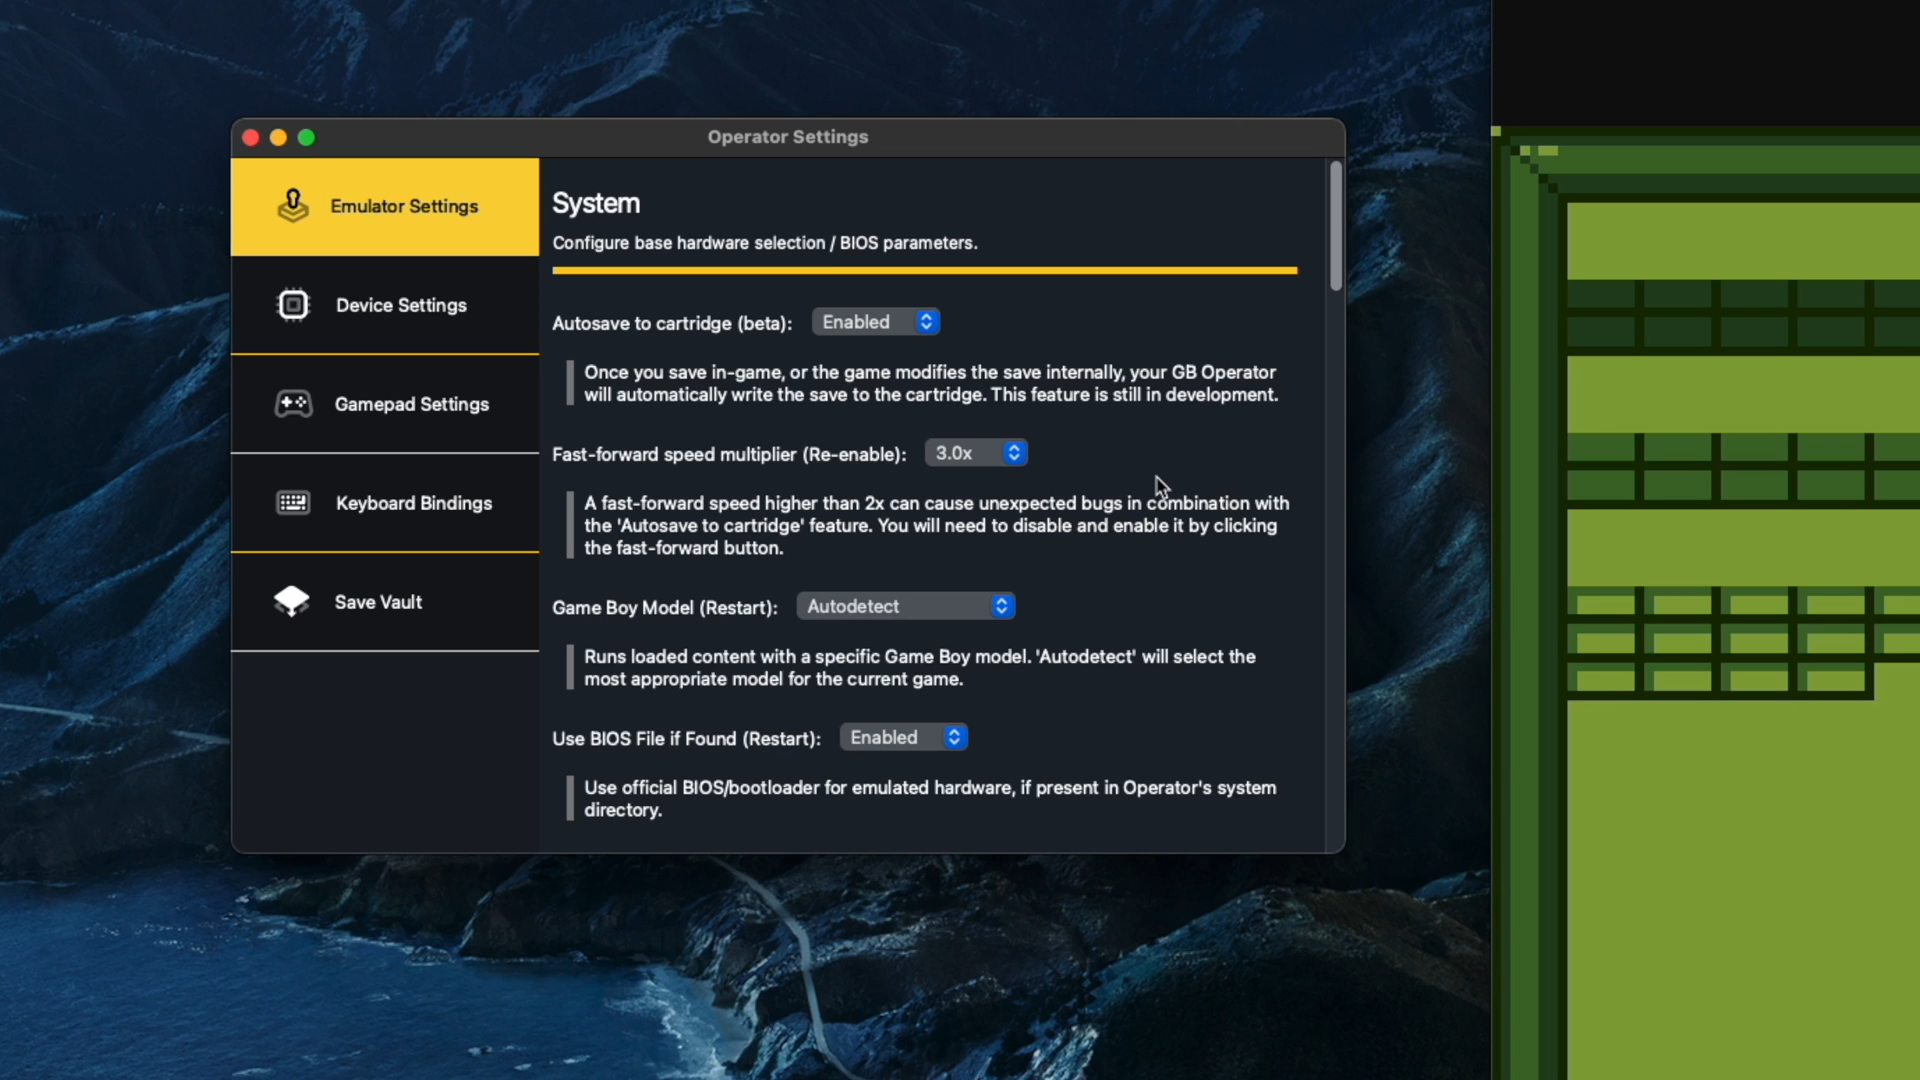 Operator Settings
Emulator Settings
Device Settings
Gamepad Settings
Keyboard Bindings
Save Vault
System
Configure base hardware selection / BIOS parameters.
Autosave to cartridge (beta): Enabled
Once you save in-game, or the game modifies the save internally, your GB Operator
will automatically write the save to the cartridge. This feature is still in development.
Fast-forward speed multiplier (Re-enable): 3.0x
A fast-forward speed higher than 2x can cause unexpected bugs in combination with
the 'Autosave to cartridge' feature. You will need to disable and enable it by clicking
the fast-forward button.
Game Boy Model (Restart): Autodetect
Runs loaded content with a specific Game Boy model. 'Autodetect' will select the
most appropriate model for the current game.
Use BIOS File if Found (Restart): Enabled
Use official BIOS/bootloader for emulated hardware, if present in Operator's system
directory.